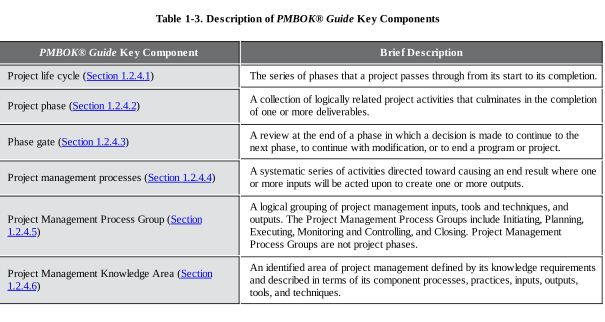 Table 1-3. Description of PMBOK® Guide Key Components
PMBOK® Guide Key Component
Brief Description
Project life cycle (Section 1.2.4.1)
The series of phases that a project passes through from its start to its completion.
Project phase (Section 1.2.4.2)
A collection of logically related project activities that culminates in the completion
of one or more deliverables.
Phase gate (Section 1.2.4.3)
A review at the end of a phase in which a decision is made to continue to the
next phase, to continue with modification, or to end a program or project.
Project management processes (Section 1.2.4.4)
A systematic series of activities directed toward causing an end result where one
or more inputs will be acted upon to create one or more outputs.
Project Management Process Group (Section
1.2.4.5)
A logical grouping of project management inputs, tools and techniques, and
outputs. The Project Management Process Groups include Initiating, Planning,
Executing, Monitoring and Controlling, and Closing. Project Management
Process Groups are not project phases.
Project Management Knowledge Area (Section
1.2.4.6)
An identified area of project management defined by its knowledge requirements
and described in terms of its component processes, practices, inputs, outputs,
tools, and techniques.